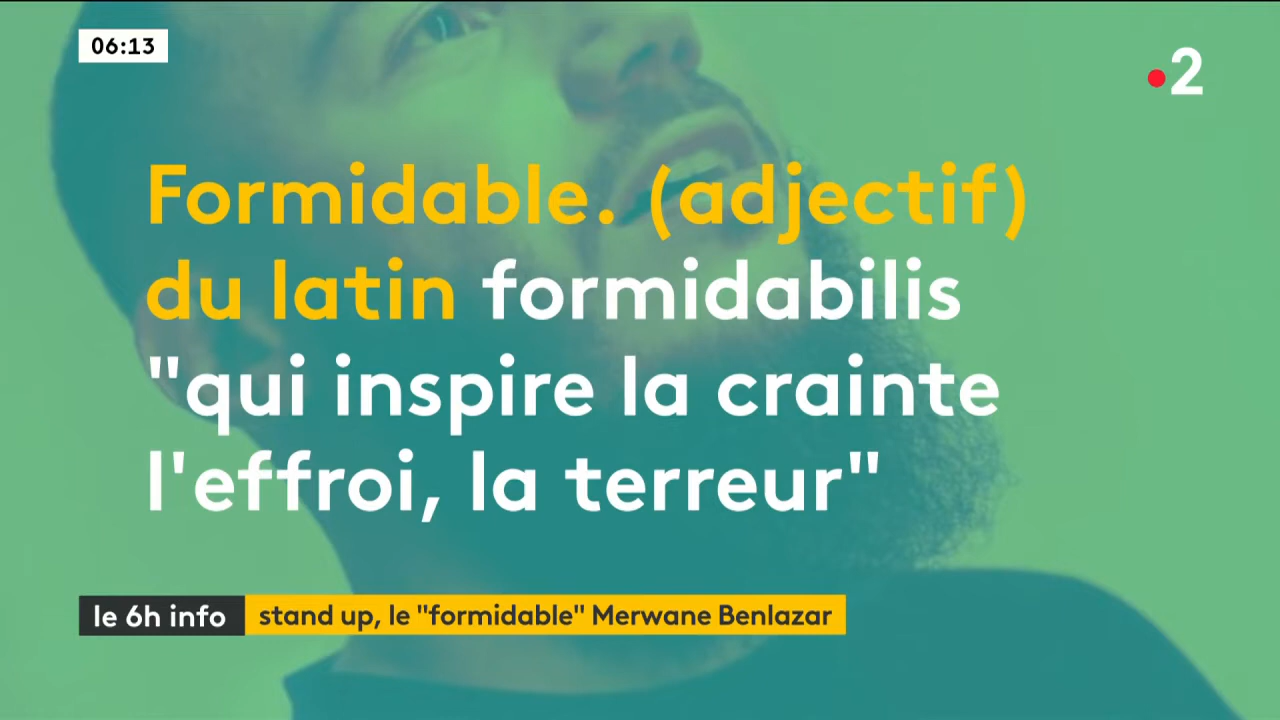 06:13
2
Formidable. (adjectif)
du latin formidabilis
"qui inspire la crainte
l'effroi, la terreur"
le 6h info stand up, le "formidable" Merwane Benlazar